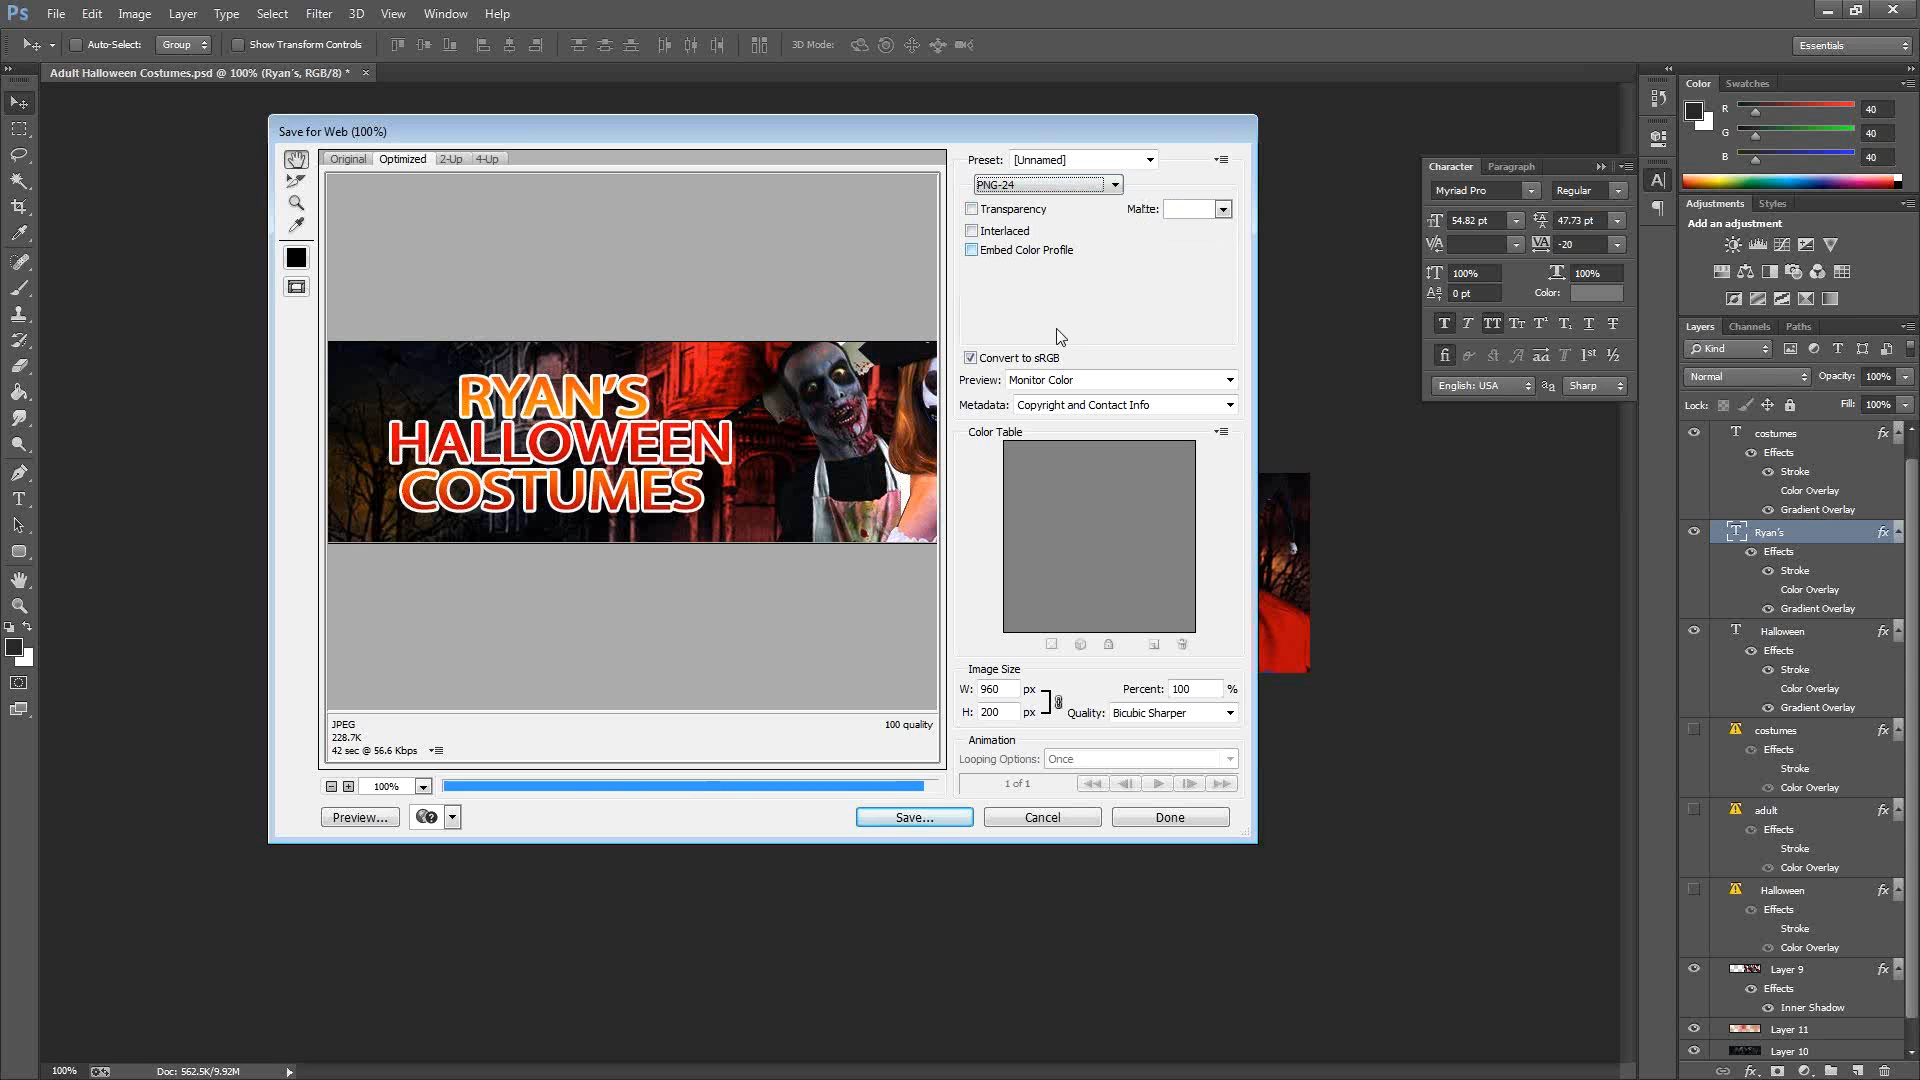 Ps File Edit Image Layer Type Select Filter 3D View Window Help
Auto-Select: Group Show Transform Controls 3D Mode: Essentials
Adult Halloween Costumes.psd @ 100% (Ryan's, RGB/8) * ×
Save for Web (100%)
Original Optimized 2-Up 4-Up
Preset: [Unnamed]
PNG-24
Transparency Matte:
Interlaced
Embed Color Profile
Convert to sRGB
Preview: Monitor Color
Metadata: Copyright and Contact Info
Color Table
RYAN'S
HALLOWEEN
COSTUMES
Image Size
W: 960 px Percent: 100 %
H: 200 px Quality: Bicubic Sharper
JPEG 100 quality
228.7K
42 sec @ 56.6 Kbps
Animation
Looping Options: Once
1 of 1
100%
Preview... Save... Cancel Done
Color Swatches
R 40
G 40
B 40
Character Paragraph
Myriad Pro Regular
54.82 pt 47.73 pt
-20
100% 100%
0 pt Color:
English: USA Sharp
Adjustments Styles
Add an adjustment
Layers Channels Paths
Kind
Normal Opacity: 100%
Lock: Fill: 100%
costumes fx
Effects
Stroke
Color Overlay
Gradient Overlay
Ryan's fx
Effects
Stroke
Color Overlay
Gradient Overlay
Halloween fx
Effects
Stroke
Color Overlay
Gradient Overlay
costumes fx
Effects
Stroke
Color Overlay
adult fx
Effects
Stroke
Color Overlay
Halloween fx
Effects
Stroke
Color Overlay
Layer 9 fx
Effects
Inner Shadow
Layer 11
Layer 10
100% Doc: 562.5K/9.92M